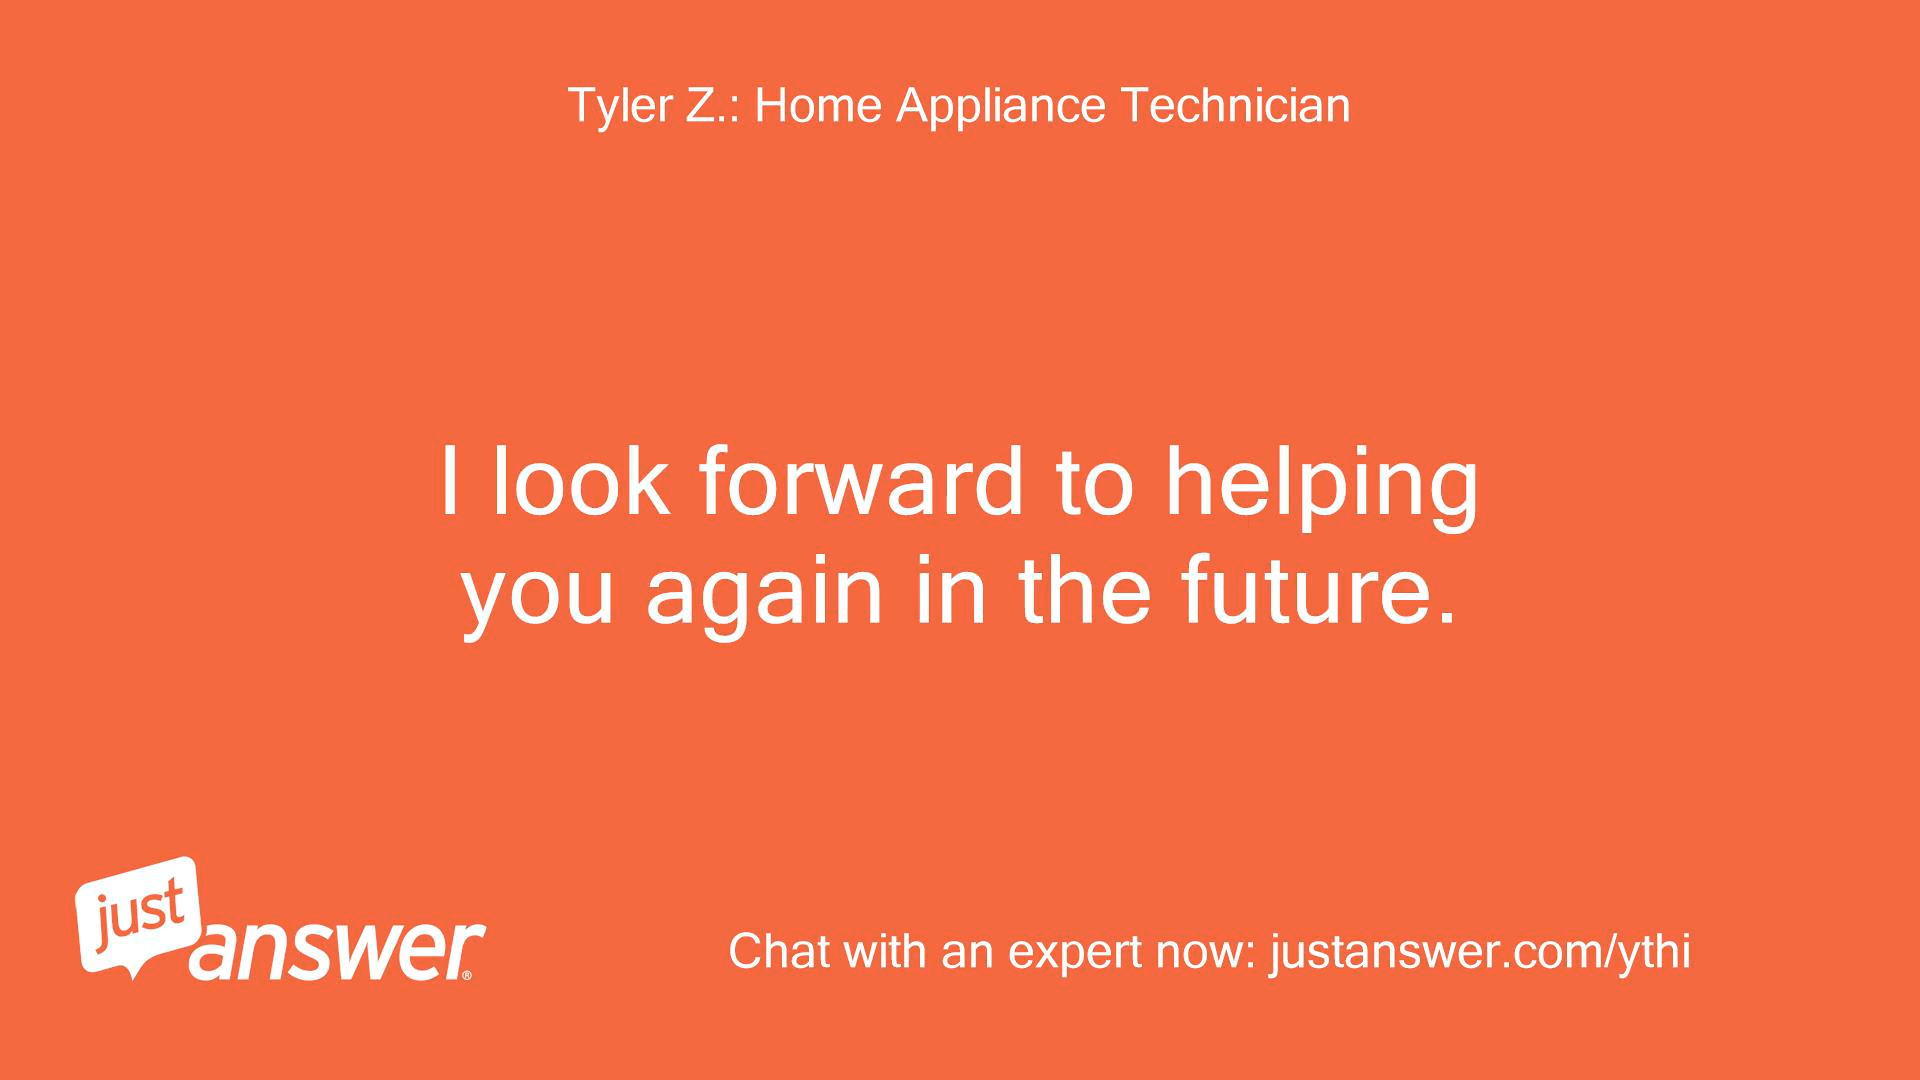 Tyler Z.: Home Appliance Technician
I look forward to helping
you again in the future.
just
answer®
Chat with an expert now: justanswer.com/ythi